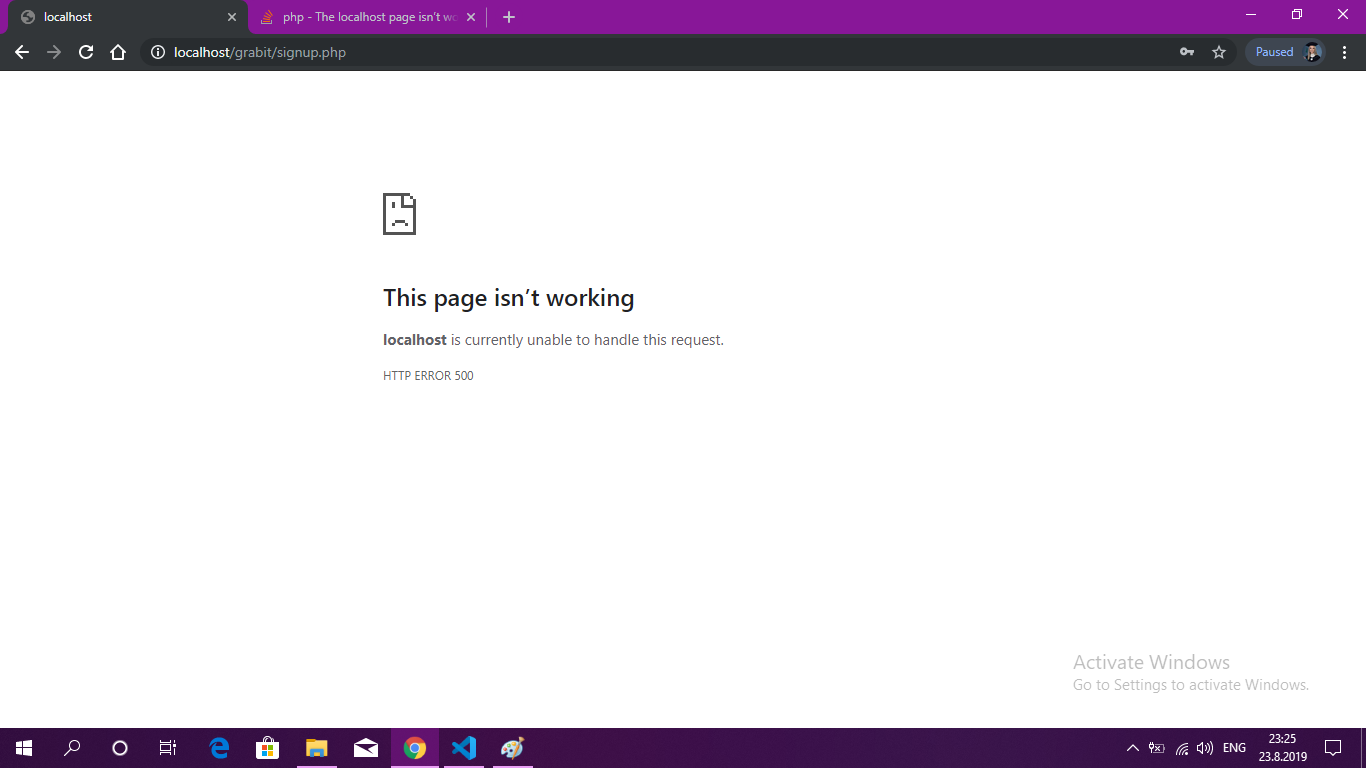 localhost
php - The localhost page isn't wo
localhost/grabit/signup.php
Paused
This page isn’t working
localhost is currently unable to handle this request.
HTTP ERROR 500
Activate Windows
Go to Settings to activate Windows.
ENG
23:25
23.8.2019